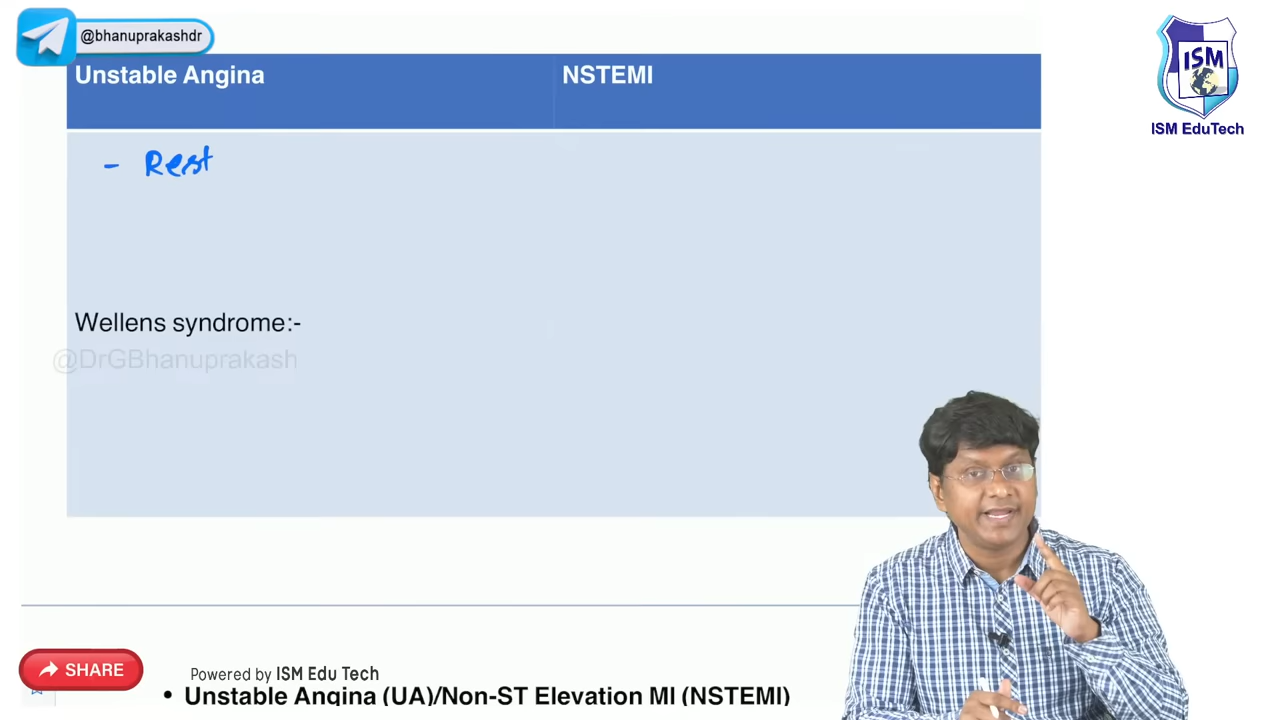 @bhanuprakashdr
ISM
ISM EduTech
Unstable Angina
NSTEMI
- Rest
Wellens syndrome:-
@DrGBhanuprakash
SHARE
Powered by ISM Edu Tech
• Unstable Angina (UA)/Non-ST Elevation MI (NSTEMI)